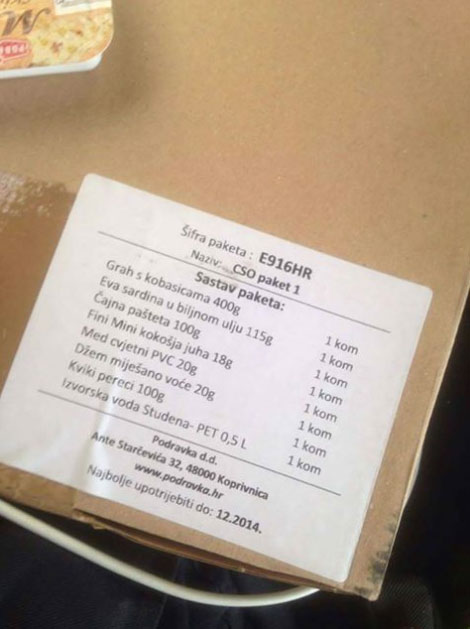 M
PODR
Šifra paketa : E916HR
Naziv: CSO paket 1
Sastav paketa:
Grah s kobasicama 400g 1 kom
Eva sardina u biljnom ulju 115g 1 kom
Čajna pašteta 100g 1 kom
Fini Mini kokošja juha 18g 1 kom
Med cvjetni PVC 20g 1 kom
Džem miješano voće 20g 1 kom
Kviki pereci 100g 1 kom
Izvorska voda Studena- PET 0,5 L 1 kom
Podravka d.d.
Ante Starčevića 32, 48000 Koprivnica
www.podravka.hr
Najbolje upotrijebiti do: 12.2014.